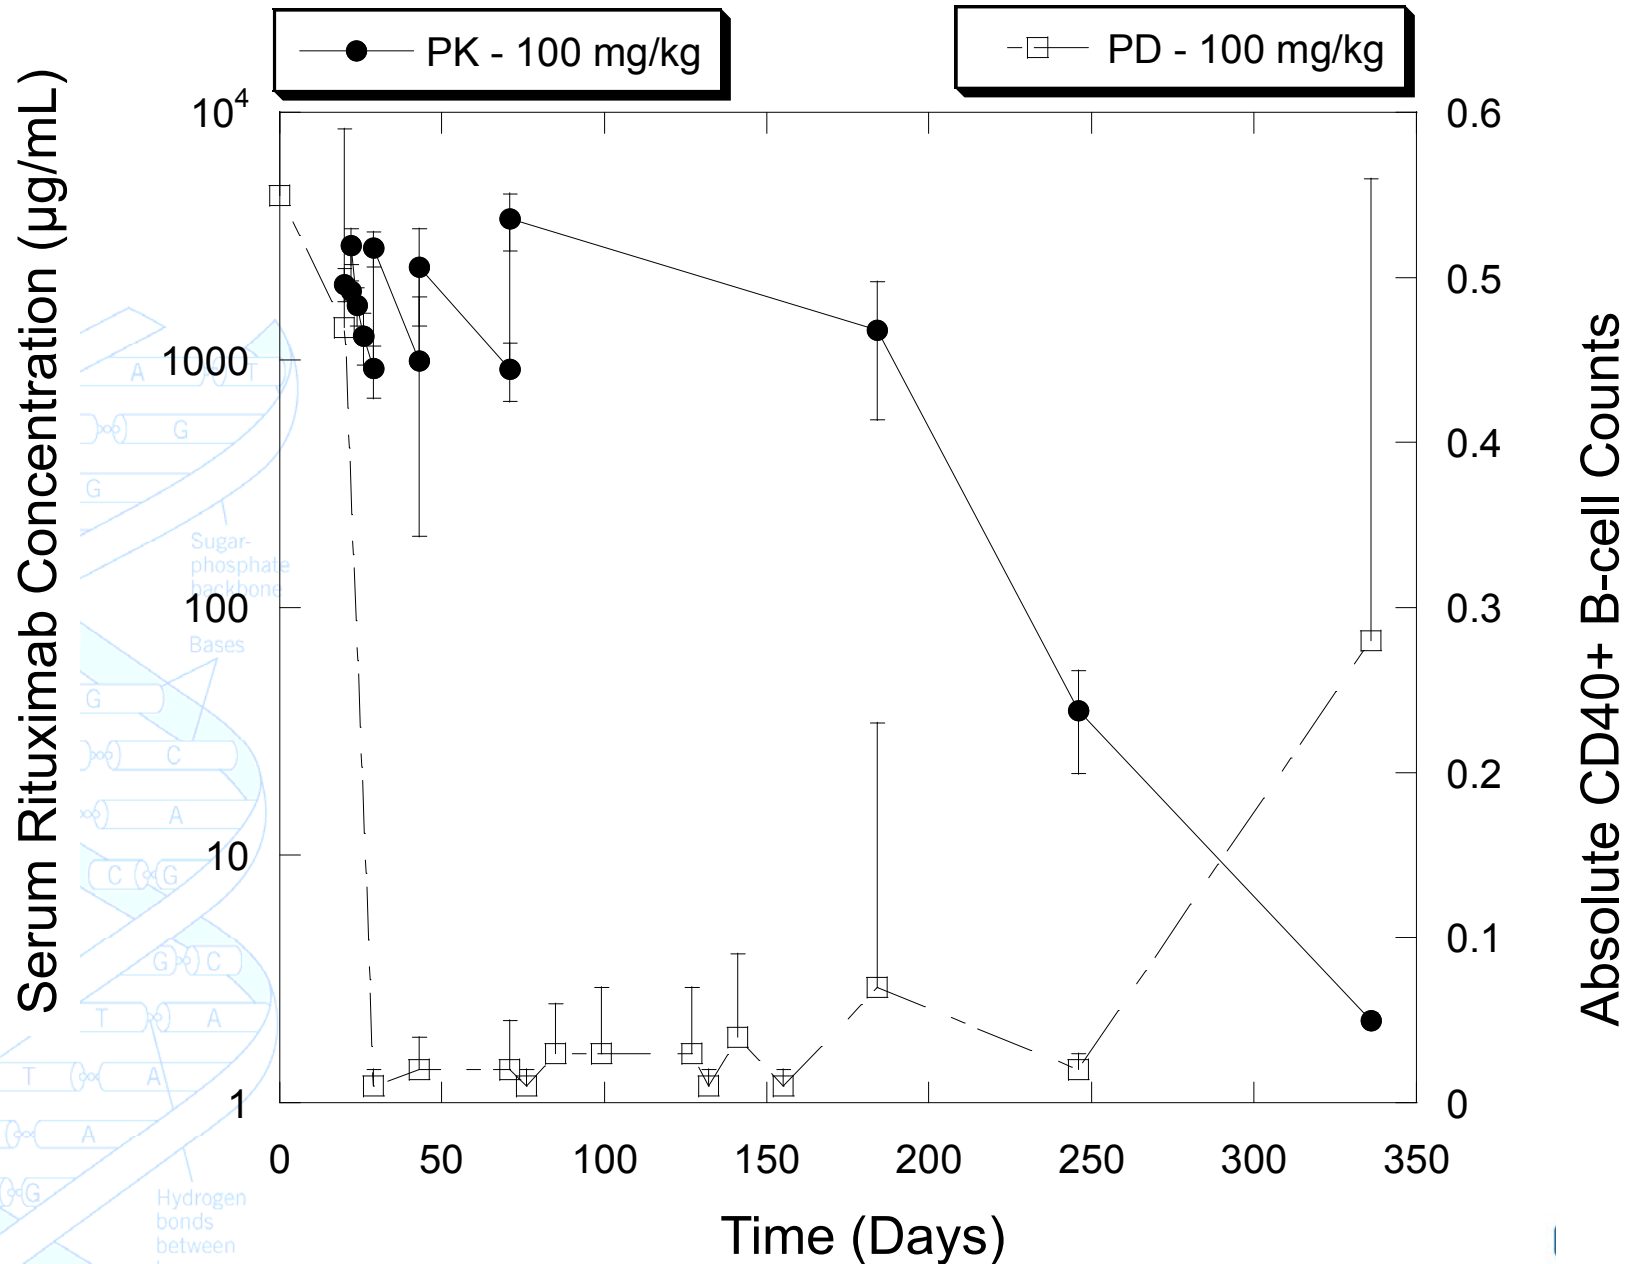 PK - 100 mg/kg
PD - 100 mg/kg
Serum Rituximab Concentration (µg/mL)
10⁴
1000
100
10
1
0.6
0.5
0.4
0.3
0.2
0.1
0
Absolute CD40+ B-cell Counts
0 50 100 150 200 250 300 350
Time (Days)
A T
G
G
Sugar-
phosphate
backbone
Bases
G
C
A
C G
G C
T A
T A
A
G
Hydrogen
bonds
between